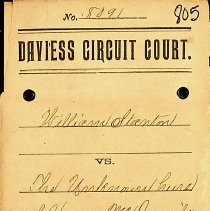 No. 8891 805
DAVIESS CIRCUIT COURT.
William Stanton
VS.
The Unknown heirs